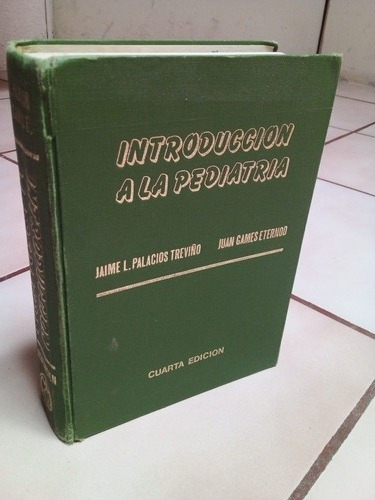 INTRODUCCION
A LA PEDIATRIA
JAIME L. PALACIOS TREVIÑO JUAN GAMES ETERNOD
CUARTA EDICION